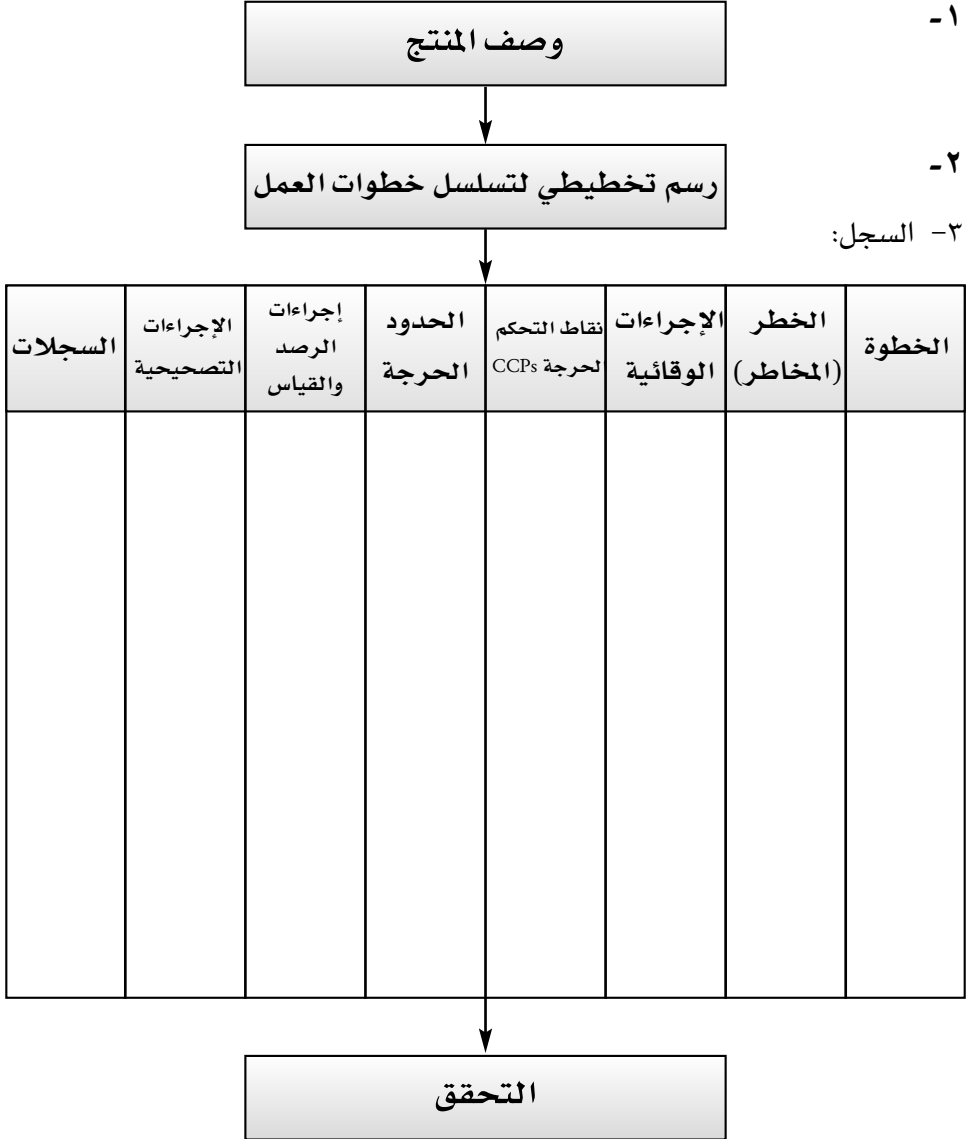 ١-
وصف المنتج
٢-
رسم تخطيطي لتسلسل خطوات العمل
٣- السجل:
الخطوة
الخطر
(المخاطر)
الإجراءات
الوقائية
نقاط التحكم
الحرجة CCPs
الحدود
الحرجة
إجراءات
الرصد
والقياس
الإجراءات
التصحيحية
السجلات
التحقق